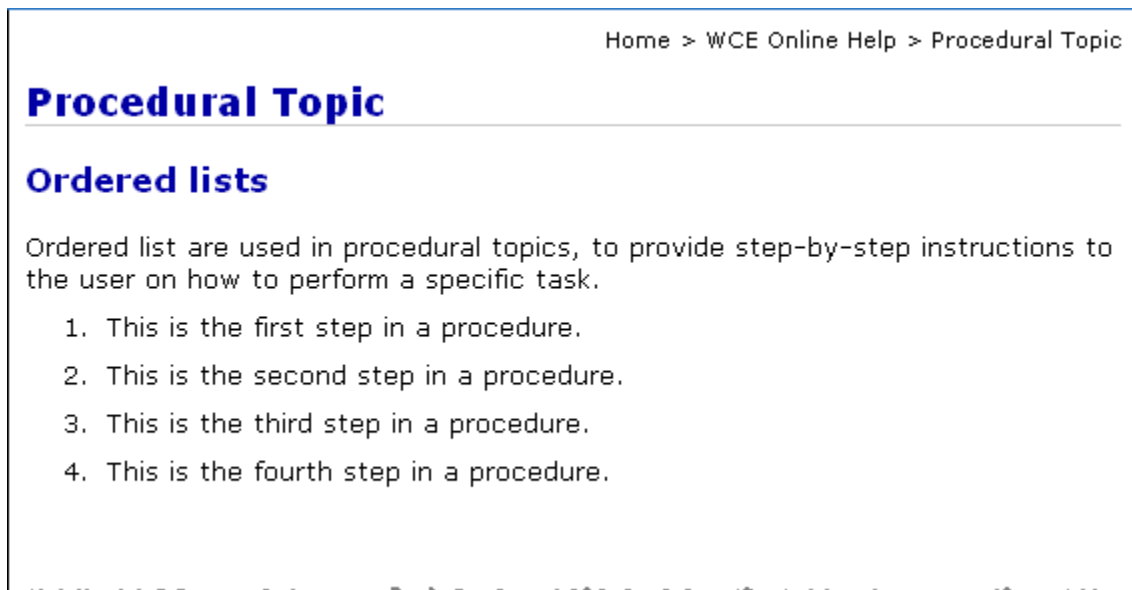 Home > WCE Online Help > Procedural Topic
Procedural Topic
Ordered lists
Ordered list are used in procedural topics, to provide step-by-step instructions to
the user on how to perform a specific task.
1. This is the first step in a procedure.
2. This is the second step in a procedure.
3. This is the third step in a procedure.
4. This is the fourth step in a procedure.